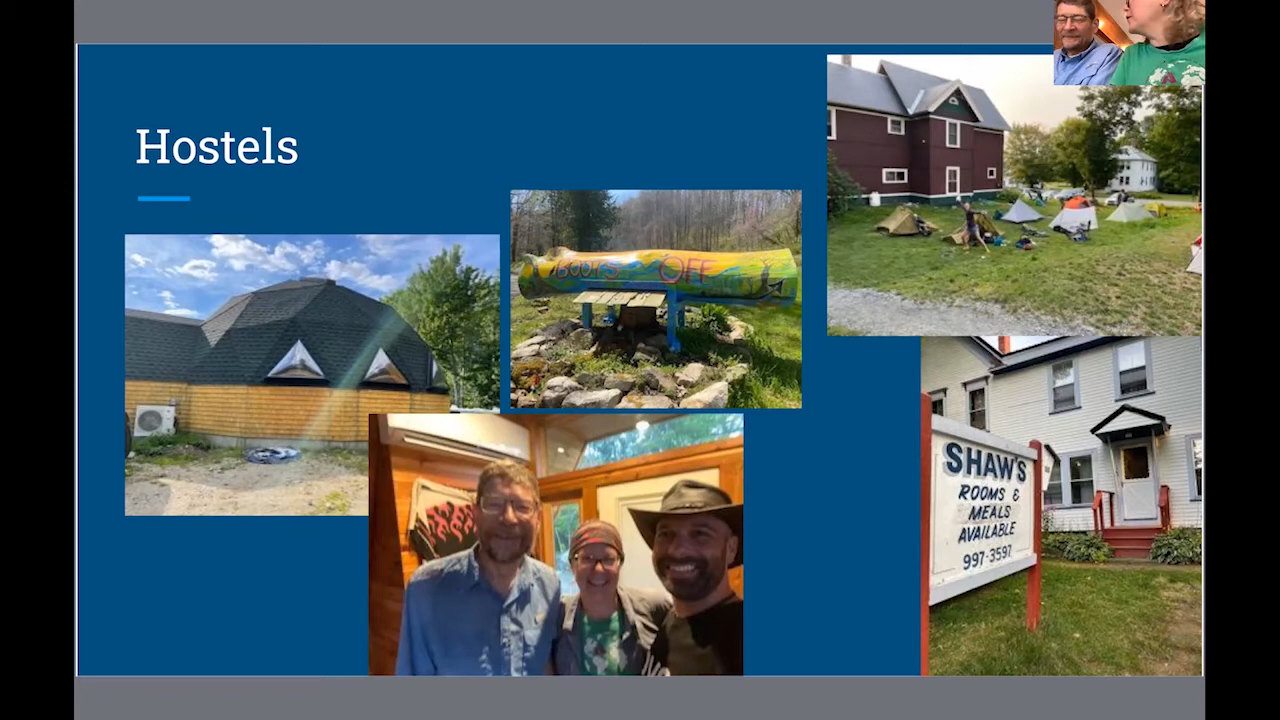 Hostels
BOOTS OFF
SHAW'S
ROOMS &
MEALS
AVAILABLE
997-3597